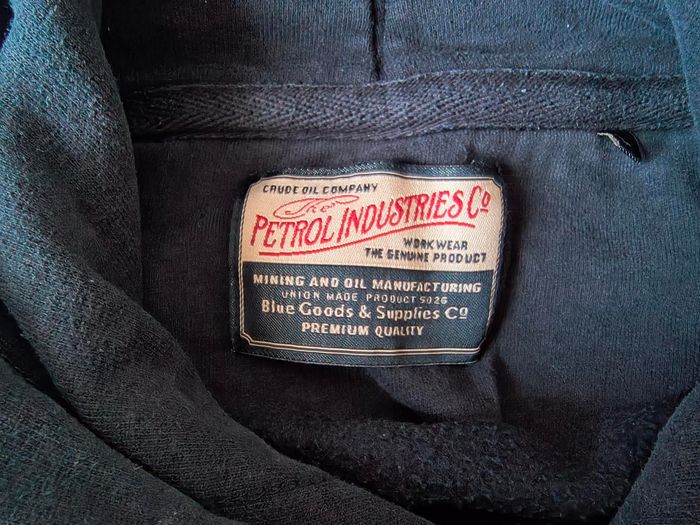 CRUDE OIL COMPANY
The
PETROL INDUSTRIES Co
WORKWEAR
THE GENUINE PRODUCT
MINING AND OIL MANUFACTURING
UNION MADE PRODUCT 5026
Blue Goods & Supplies Co
PREMIUM QUALITY